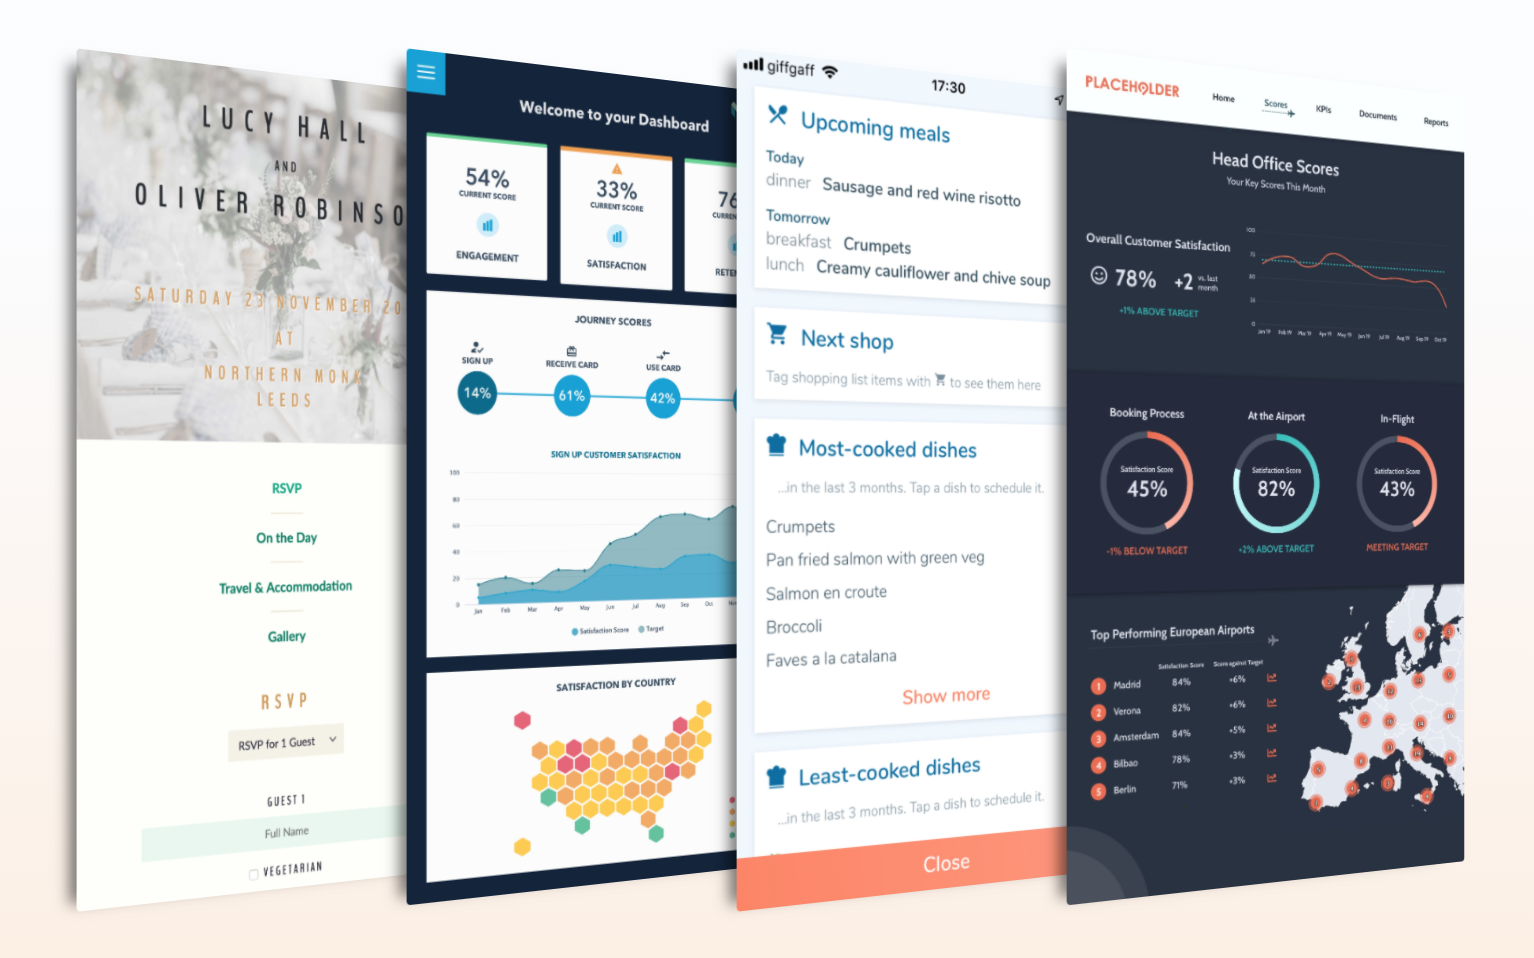 LUCY HALL
AND
OLIVER ROBINSO
SATURDAY 23 NOVEMBER 20
AT
NORTHERN MONK
LEEDS
RSVP
On the Day
Travel & Accommodation
Gallery
RSVP
RSVP for 1 Guest
GUEST 1
Full Name
VEGETARIAN
Welcome to your Dashboard
54%
CURRENT SCORE
ENGAGEMENT
33%
CURRENT SCORE
SATISFACTION
76
CURREN
RETEN
JOURNEY SCORES
SIGN UP
14%
RECEIVE CARD
61%
USE CARD
42%
SIGN UP CUSTOMER SATISFACTION
100
80
60
40
20
0
Jan Feb Mar Apr May Jun Jul Aug Sep Oct Nov
Satisfaction Score Target
SATISFACTION BY COUNTRY
giffgaff 17:30
Upcoming meals
Today
dinner Sausage and red wine risotto
Tomorrow
breakfast Crumpets
lunch Creamy cauliflower and chive soup
Next shop
Tag shopping list items with to see them here
Most-cooked dishes
...in the last 3 months. Tap a dish to schedule it.
Crumpets
Pan fried salmon with green veg
Salmon en croute
Broccoli
Faves a la catalana
Show more
Least-cooked dishes
...in the last 3 months. Tap a dish to schedule it.
Close
PLACEHOLDER
Home Scores KPIs Documents Reports
Head Office Scores
Your Key Scores This Month
Overall Customer Satisfaction
78% +2 vs. last month
+1% ABOVE TARGET
100
75
50
25
0
Jan 19 Feb 19 Mar 19 Apr 19 May 19 Jun 19 Jul 19 Aug 19 Sep 19 Oct 19
Booking Process
Satisfaction Score
45%
-1% BELOW TARGET
At the Airport
Satisfaction Score
82%
+2% ABOVE TARGET
In-Flight
Satisfaction Score
43%
MEETING TARGET
Top Performing European Airports
Satisfaction Score Score against Target
1 Madrid 84% +6%
2 Verona 82% +6%
3 Amsterdam 84% +5%
4 Bilbao 78% +3%
5 Berlin 71% +3%